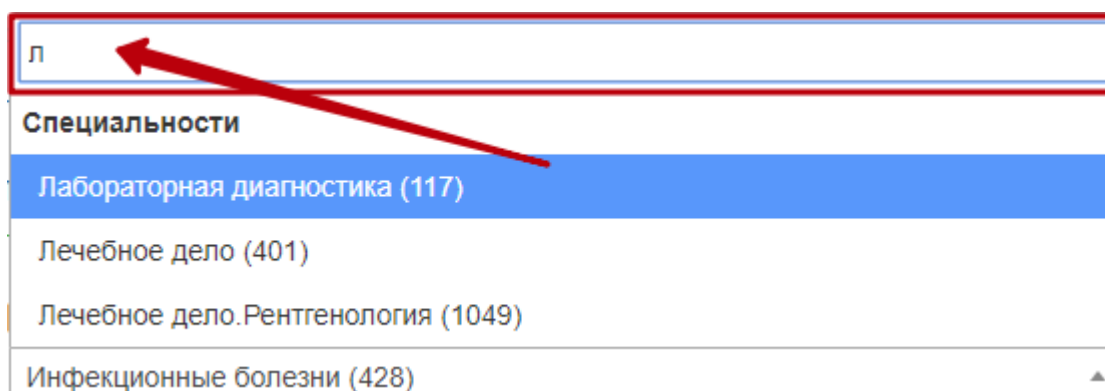 л
Специальности
Лабораторная диагностика (117)
Лечебное дело (401)
Лечебное дело.Рентгенология (1049)
Инфекционные болезни (428)